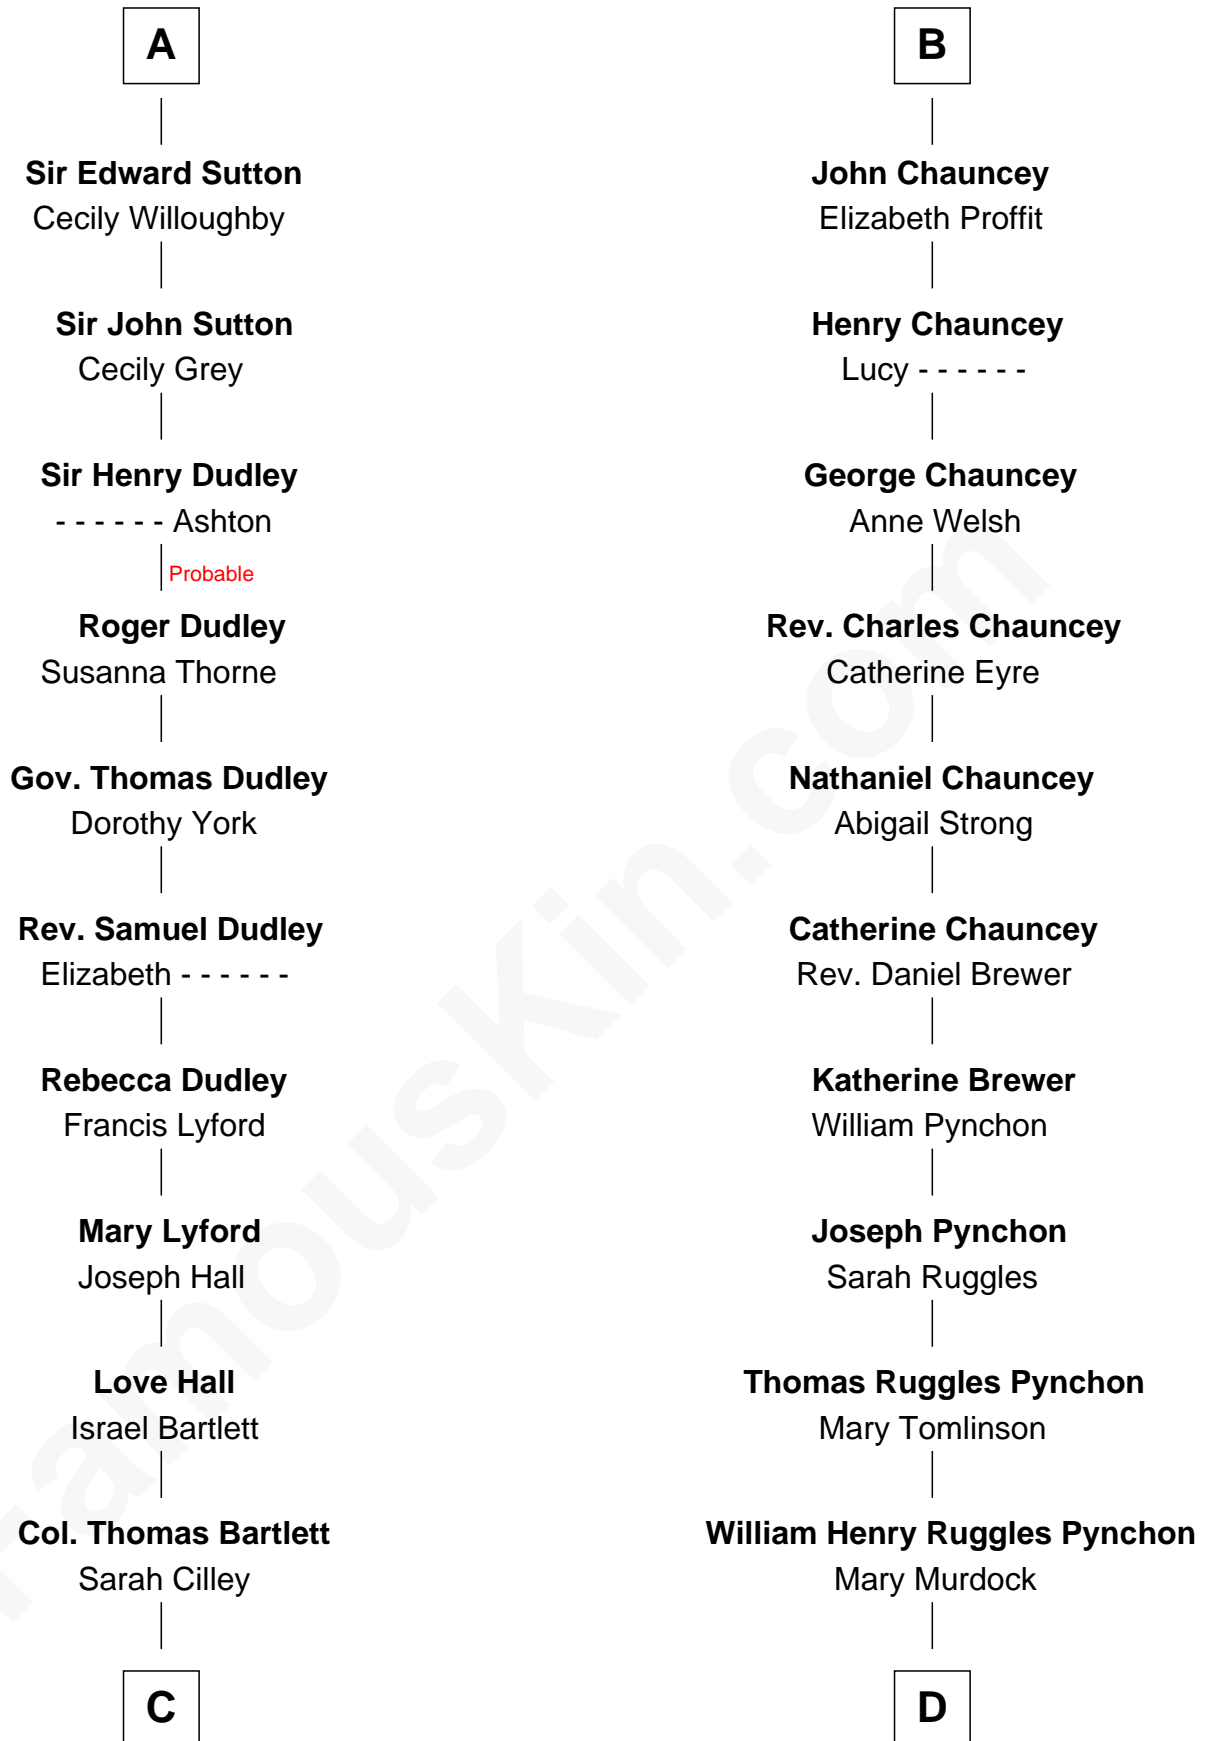 A
Sir Edward Sutton
Cecily Willoughby
Sir John Sutton
Cecily Grey
Sir Henry Dudley
- - - - - - Ashton
Probable
Roger Dudley
Susanna Thorne
Gov. Thomas Dudley
Dorothy York
Rev. Samuel Dudley
Elizabeth - - - - - -
Rebecca Dudley
Francis Lyford
Mary Lyford
Joseph Hall
Love Hall
Israel Bartlett
Col. Thomas Bartlett
Sarah Cilley
C
B
John Chauncey
Elizabeth Proffit
Henry Chauncey
Lucy - - - - - -
George Chauncey
Anne Welsh
Rev. Charles Chauncey
Catherine Eyre
Nathaniel Chauncey
Abigail Strong
Catherine Chauncey
Rev. Daniel Brewer
Katherine Brewer
William Pynchon
Joseph Pynchon
Sarah Ruggles
Thomas Ruggles Pynchon
Mary Tomlinson
William Henry Ruggles Pynchon
Mary Murdock
D
FamousKin.com